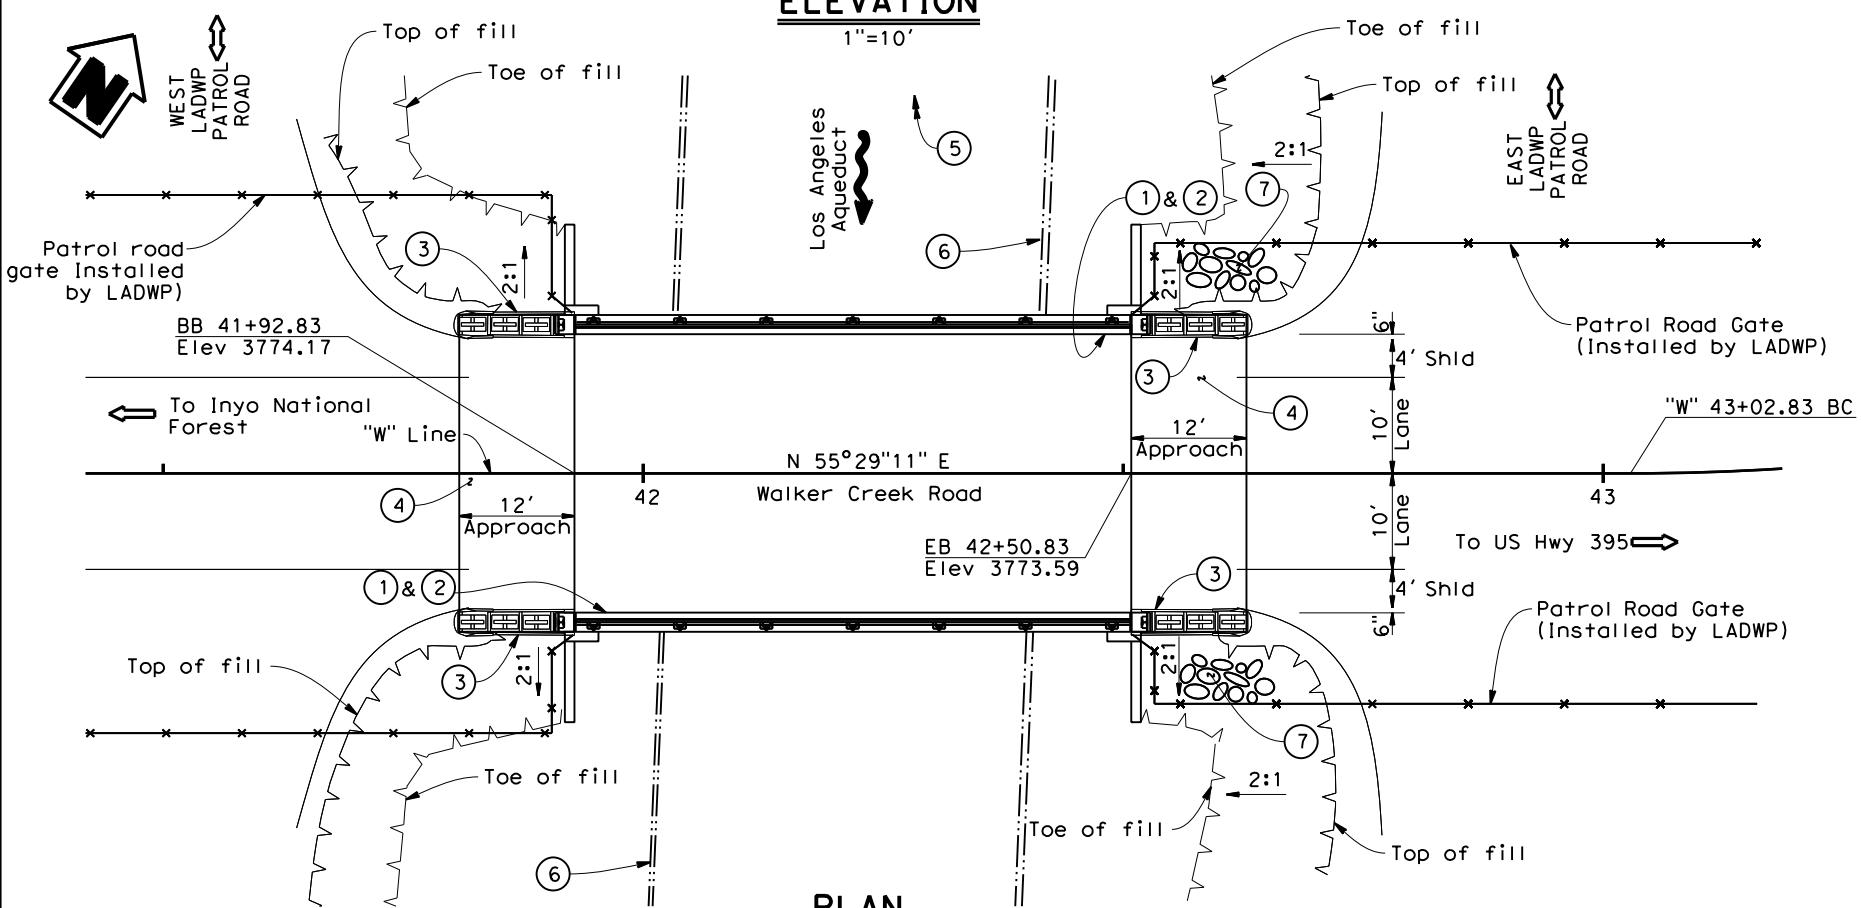 ELEVATION
1"=10'
N
WEST
LADWP
PATROL
ROAD
Top of fill
Toe of fill
Los Angeles
Aqueduct
5
Toe of fill
Top of fill
EAST
LADWP
PATROL
ROAD
2:1
1 & 2
7
6
3
2:1
2:1
Patrol road
gate Installed
by LADWP)
BB 41+92.83
Elev 3774.17
Patrol Road Gate
(Installed by LADWP)
6"
4' Shld
3
4
To Inyo National
Forest
"W" Line
10'
Lane
"W" 43+02.83 BC
12'
Approach
N 55°29"11" E
Walker Creek Road
42
43
4
12'
Approach
10'
Lane
To US Hwy 395
EB 42+50.83
Elev 3773.59
3
1 & 2
4' Shld
6"
Patrol Road Gate
(Installed by LADWP)
Top of fill
3
2:1
2:1
7
Toe of fill
2:1
Toe of fill
Top of fill
6
PLAN